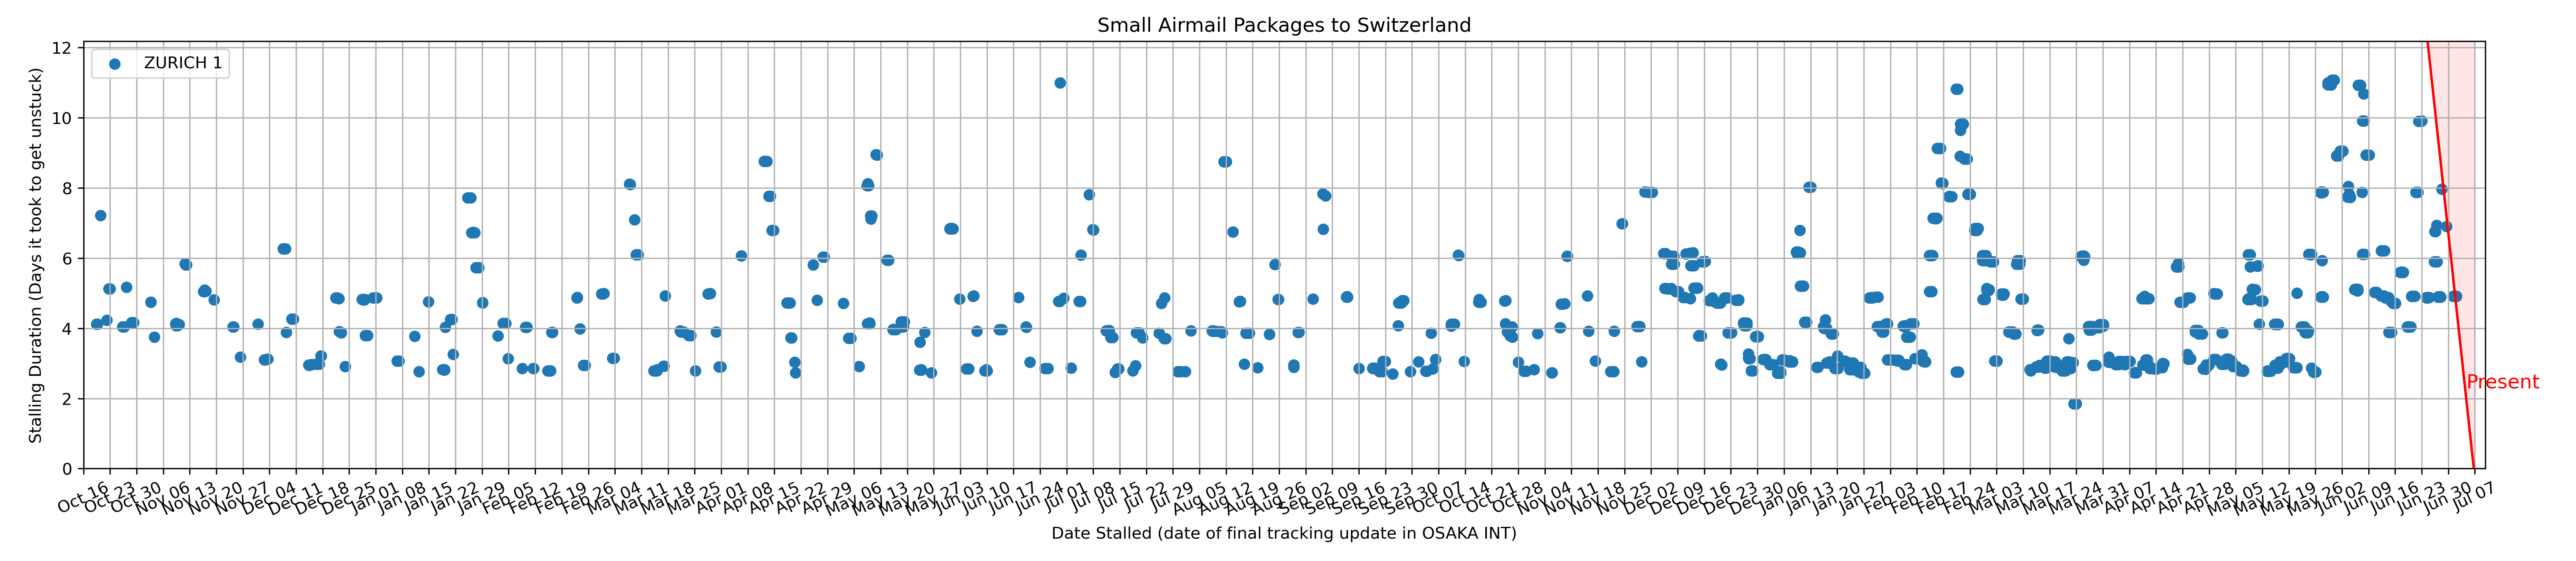 Small Airmail Packages to Switzerland
ZURICH 1
Stalling Duration (Days it took to get unstuck)
12
10
8
6
4
2
0
Present
Oct 16 Oct 23 Oct 30 Nov 06 Nov 13 Nov 20 Nov 27 Dec 04 Dec 11 Dec 18 Dec 25 Jan 01 Jan 08 Jan 15 Jan 22 Jan 29 Feb 05 Feb 12 Feb 19 Feb 26 Mar 04 Mar 11 Mar 18 Mar 25 Apr 01 Apr 08 Apr 15 Apr 22 Apr 29 May 06 May 13 May 20 May 27 Jun 03 Jun 10 Jun 17 Jun 24 Jul 01 Jul 08 Jul 15 Jul 22 Jul 29 Aug 05 Aug 12 Aug 19 Aug 26 Sep 02 Sep 09 Sep 16 Sep 23 Sep 30 Oct 07 Oct 14 Oct 21 Oct 28 Nov 04 Nov 11 Nov 18 Nov 25 Dec 02 Dec 09 Dec 16 Dec 23 Dec 30 Jan 06 Jan 13 Jan 20 Jan 27 Feb 03 Feb 10 Feb 17 Feb 24 Mar 03 Mar 10 Mar 17 Mar 24 Mar 31 Apr 07 Apr 14 Apr 21 Apr 28 May 05 May 12 May 19 May 26 Jun 02 Jun 09 Jun 16 Jun 23 Jun 30 Jul 07
Date Stalled (date of final tracking update in OSAKA INT)